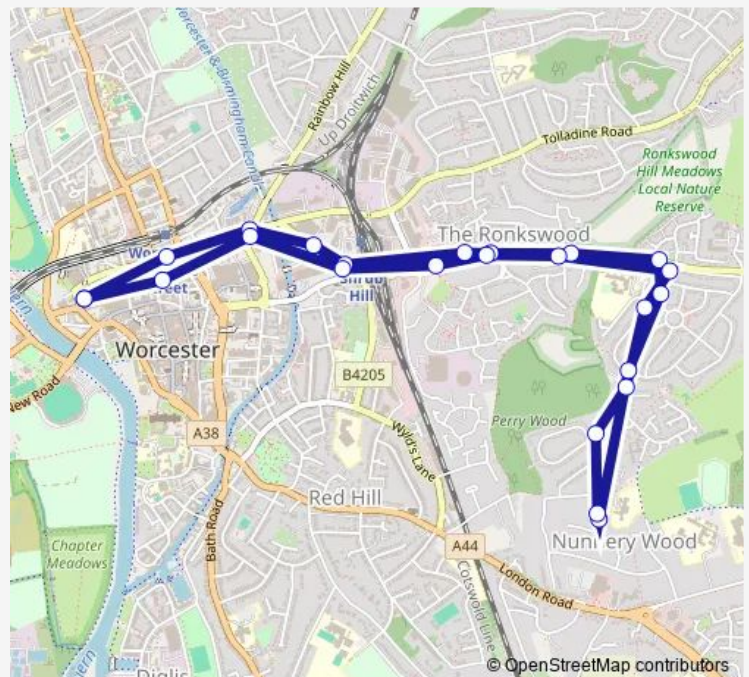 Worcester & Birmingham Canal
Rainbow Hill
Up Droitwich
Tolladine Road
Ronkswood
Hill Meadows
Local Nature
Reserve
The Ronkswood
Shrub
Hill
Worcester
New Road
B4205
A38
Wyld's Lane
Perry Wood
Red Hill
Bath Road
Chapter
Meadows
A44
Nunnery Wood
London Road
Cotswold Line
Diglis
© OpenStreetMap contributors